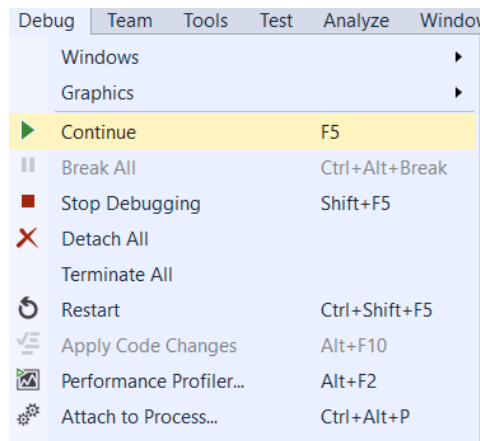 Debug Team Tools Test Analyze
Windows
Graphics
Continue F5
Break All Ctrl+Alt+Break
Stop Debugging Shift+F5
Detach All
Terminate All
Restart Ctrl+Shift+F5
Apply Code Changes Alt+F10
Performance Profiler... Alt+F2
Attach to Process... Ctrl+Alt+P